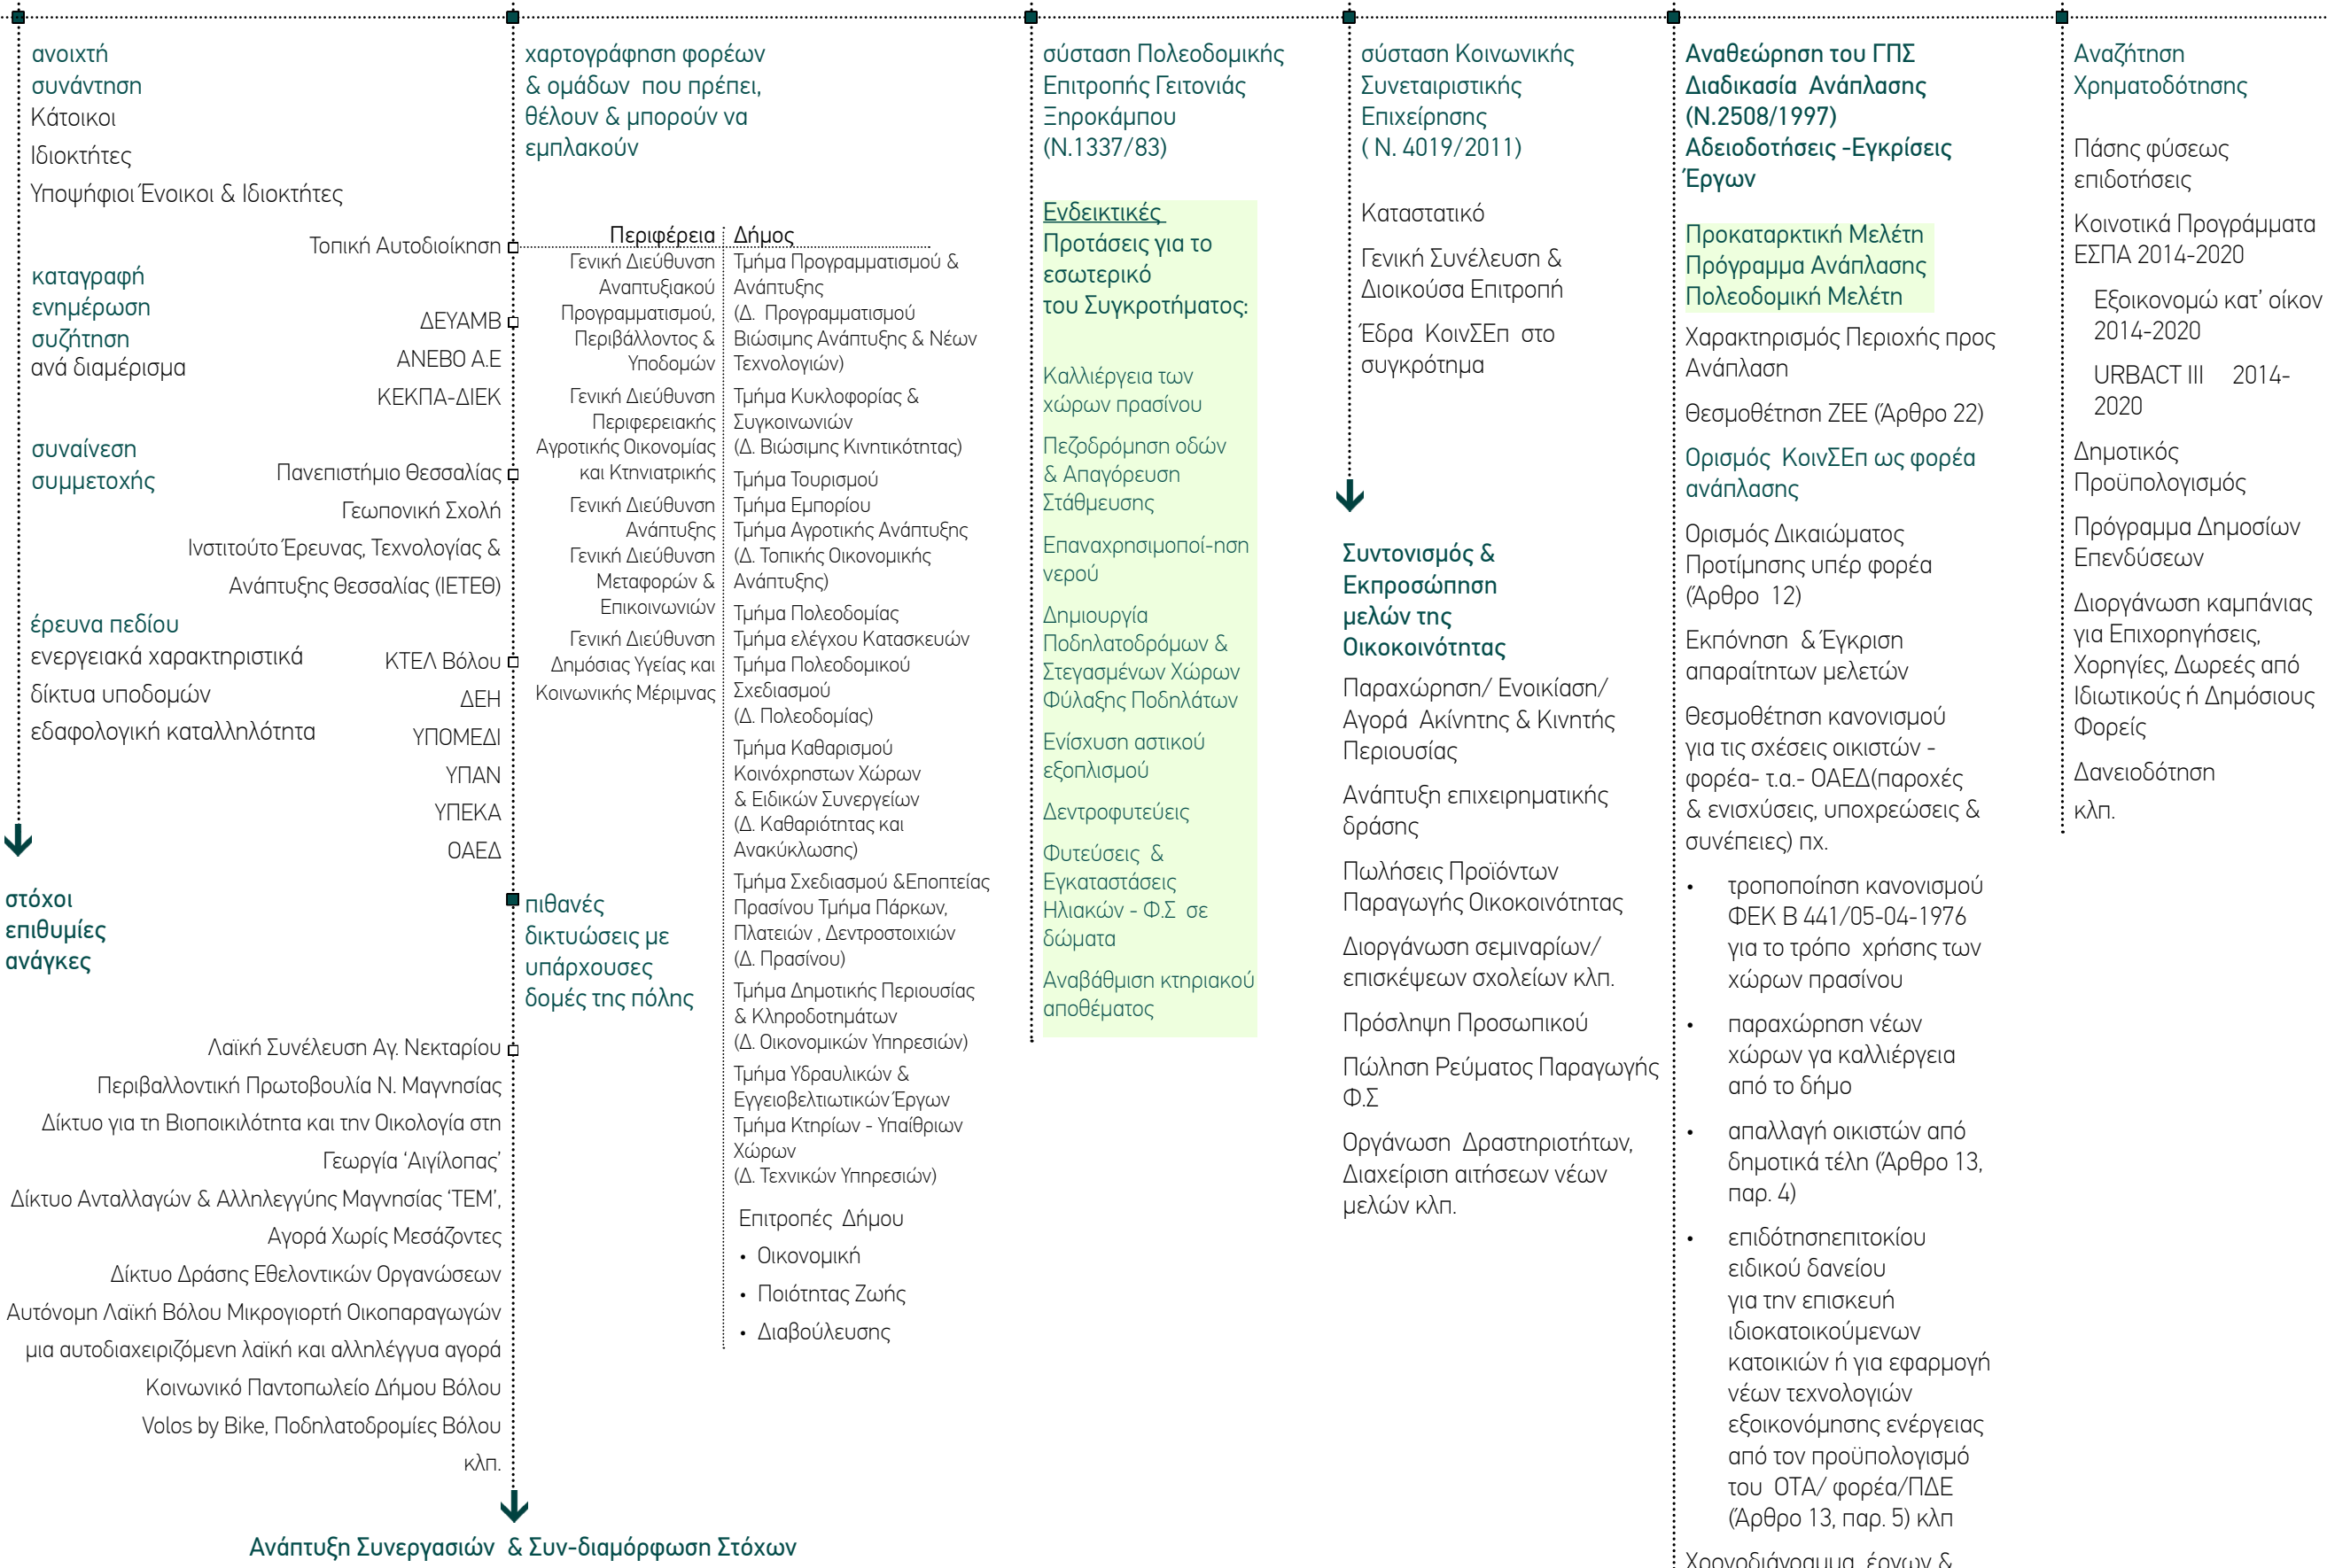 ανοιχτή
συνάντηση
Κάτοικοι
Ιδιοκτήτες
Υποψήφιοι Ένοικοι & Ιδιοκτήτες
καταγραφή
ενημέρωση
συζήτηση
ανά διαμέρισμα
συναίνεση
συμμετοχής
έρευνα πεδίου
ενεργειακά χαρακτηριστικά
δίκτυα υποδομών
εδαφολογική καταλληλότητα
στόχοι
επιθυμίες
ανάγκες
Τοπική Αυτοδιοίκηση
ΔΕΥΑΜΒ
ΑΝΕΒΟ Α.Ε
ΚΕΚΠΑ-ΔΙΕΚ
Πανεπιστήμιο Θεσσαλίας
Γεωπονική Σχολή
Ινστιτούτο Έρευνας, Τεχνολογίας &
Ανάπτυξης Θεσσαλίας (ΙΕΤΕΘ)
ΚΤΕΛ Βόλου
ΔΕΗ
ΥΠΟΜΕΔΙ
ΥΠΑΝ
ΥΠΕΚΑ
ΟΑΕΔ
Λαϊκή Συνέλευση Αγ. Νεκταρίου
Περιβαλλοντική Πρωτοβουλία Ν. Μαγνησίας
Δίκτυο για τη Βιοποικιλότητα και την Οικολογία στη
Γεωργία ‘Αιγίλοπας’
Δίκτυο Ανταλλαγών & Αλληλεγγύης Μαγνησίας ‘ΤΕΜ’,
Αγορά Χωρίς Μεσάζοντες
Δίκτυο Δράσης Εθελοντικών Οργανώσεων
Αυτόνομη Λαϊκή Βόλου Μικρογιορτή Οικοπαραγωγών
μια αυτοδιαχειριζόμενη λαϊκή και αλληλέγγυα αγορά
Κοινωνικό Παντοπωλείο Δήμου Βόλου
Volos by Bike, Ποδηλατοδρομίες Βόλου
κλπ.
Ανάπτυξη Συνεργασιών & Συν-διαμόρφωση Στόχων
χαρτογράφηση φορέων
& ομάδων που πρέπει,
θέλουν & μπορούν να
εμπλακούν
Περιφέρεια
Γενική Διεύθυνση
Αναπτυξιακού
Προγραμματισμού,
Περιβάλλοντος &
Υποδομών
Γενική Διεύθυνση
Περιφερειακής
Αγροτικής Οικονομίας
και Κτηνιατρικής
Γενική Διεύθυνση
Ανάπτυξης
Γενική Διεύθυνση
Μεταφορών &
Επικοινωνιών
Γενική Διεύθυνση
Δημόσιας Υγείας και
Κοινωνικής Μέριμνας
πιθανές
δικτυώσεις με
υπάρχουσες
δομές της πόλης
Δήμος
Τμήμα Προγραμματισμού &
Ανάπτυξης
(Δ. Προγραμματισμού
Βιώσιμης Ανάπτυξης & Νέων
Τεχνολογιών)
Τμήμα Κυκλοφορίας &
Συγκοινωνιών
(Δ. Βιώσιμης Κινητικότητας)
Τμήμα Τουρισμού
Τμήμα Εμπορίου
Τμήμα Αγροτικής Ανάπτυξης
(Δ. Τοπικής Οικονομικής
Ανάπτυξης)
Τμήμα Πολεοδομίας
Τμήμα ελέγχου Κατασκευών
Τμήμα Πολεοδομικού
Σχεδιασμού
(Δ. Πολεοδομίας)
Τμήμα Καθαρισμού
Κοινόχρηστων Χώρων
& Ειδικών Συνεργείων
(Δ. Καθαριότητας και
Ανακύκλωσης)
Τμήμα Σχεδιασμού &Εποπτείας
Πρασίνου Τμήμα Πάρκων,
Πλατειών , Δεντροστοιχιών
(Δ. Πρασίνου)
Τμήμα Δημοτικής Περιουσίας
& Κληροδοτημάτων
(Δ. Οικονομικών Υπηρεσιών)
Τμήμα Υδραυλικών &
Εγγειοβελτιωτικών Έργων
Τμήμα Κτηρίων - Υπαίθριων
Χώρων
(Δ. Τεχνικών Υπηρεσιών)
Επιτροπές Δήμου
• Οικονομική
• Ποιότητας Ζωής
• Διαβούλευσης
σύσταση Πολεοδομικής
Επιτροπής Γειτονιάς
Ξηροκάμπου
(Ν.1337/83)
Ενδεικτικές
Προτάσεις για το
εσωτερικό
του Συγκροτήματος:
Καλλιέργεια των
χώρων πρασίνου
Πεζοδρόμηση οδών
& Απαγόρευση
Στάθμευσης
Επαναχρησιμοποί-ηση
νερού
Δημιουργία
Ποδηλατοδρόμων &
Στεγασμένων Χώρων
Φύλαξης Ποδηλάτων
Ενίσχυση αστικού
εξοπλισμού
Δεντροφυτεύεις
Φυτεύσεις &
Εγκαταστάσεις
Ηλιακών - Φ.Σ σε
δώματα
Αναβάθμιση κτηριακού
αποθέματος
σύσταση Κοινωνικής
Συνεταιριστικής
Επιχείρησης
( Ν. 4019/2011)
Καταστατικό
Γενική Συνέλευση &
Διοικούσα Επιτροπή
Έδρα ΚοινΣΕπ στο
συγκρότημα
Συντονισμός &
Εκπροσώπηση
μελών της
Οικοκοινότητας
Παραχώρηση/ Ενοικίαση/
Αγορά Ακίνητης & Κινητής
Περιουσίας
Ανάπτυξη επιχειρηματικής
δράσης
Πωλήσεις Προϊόντων
Παραγωγής Οικοκοινότητας
Διοργάνωση σεμιναρίων/
επισκέψεων σχολείων κλπ.
Πρόσληψη Προσωπικού
Πώληση Ρεύματος Παραγωγής
Φ.Σ
Οργάνωση Δραστηριοτήτων,
Διαχείριση αιτήσεων νέων
μελών κλπ.
Αναθεώρηση του ΓΠΣ
Διαδικασία Ανάπλασης
(Ν.2508/1997)
Αδειοδοτήσεις -Εγκρίσεις
Έργων
Προκαταρκτική Μελέτη
Πρόγραμμα Ανάπλασης
Πολεοδομική Μελέτη
Χαρακτηρισμός Περιοχής προς
Ανάπλαση
Θεσμοθέτηση ΖΕΕ (Άρθρο 22)
Ορισμός ΚοινΣΕπ ως φορέα
ανάπλασης
Ορισμός Δικαιώματος
Προτίμησης υπέρ φορέα
(Άρθρο 12)
Εκπόνηση & Έγκριση
απαραίτητων μελετών
Θεσμοθέτηση κανονισμού
για τις σχέσεις οικιστών -
φορέα- τ.α.- ΟΑΕΔ(παροχές
& ενισχύσεις, υποχρεώσεις &
συνέπειες) πχ.
• τροποποίηση κανονισμού
ΦΕΚ Β 441/05-04-1976
για το τρόπο χρήσης των
χώρων πρασίνου
• παραχώρηση νέων
χώρων γα καλλιέργεια
από το δήμο
• απαλλαγή οικιστών από
δημοτικά τέλη (Άρθρο 13,
παρ. 4)
• επιδότησηεπιτοκίου
ειδικού δανείου
για την επισκευή
ιδιοκατοικούμενων
κατοικιών ή για εφαρμογή
νέων τεχνολογιών
εξοικονόμησης ενέργειας
από τον προϋπολογισμό
του ΟΤΑ/ φορέα/ΠΔΕ
(Άρθρο 13, παρ. 5) κλπ
Χρονοδιάγραμμα έργων &
Αναζήτηση
Χρηματοδότησης
Πάσης φύσεως
επιδοτήσεις
Κοινοτικά Προγράμματα
ΕΣΠΑ 2014-2020
Εξοικονομώ κατ’ οίκον
2014-2020
URBACT III 2014-
2020
Δημοτικός
Προϋπολογισμός
Πρόγραμμα Δημοσίων
Επενδύσεων
Διοργάνωση καμπάνιας
για Επιχορηγήσεις,
Χορηγίες, Δωρεές από
Ιδιωτικούς ή Δημόσιους
Φορείς
Δανειοδότηση
κλπ.